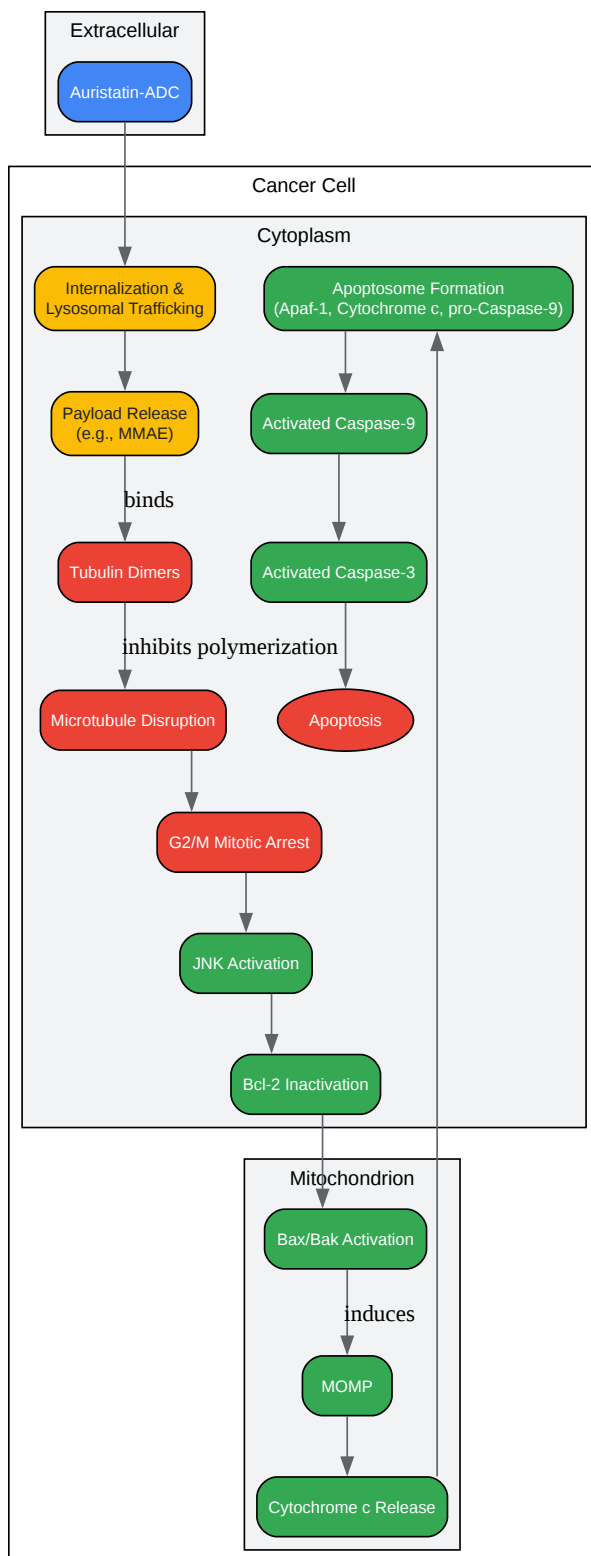 Extracellular
Auristatin-ADC
Cancer Cell
Cytoplasm
Internalization &
Lysosomal Trafficking
Apoptosome Formation
(Apaf-1, Cytochrome c, pro-Caspase-9)
Payload Release
(e.g., MMAE)
Activated Caspase-9
binds
Tubulin Dimers
Activated Caspase-3
inhibits polymerization
Microtubule Disruption
Apoptosis
G2/M Mitotic Arrest
JNK Activation
Bcl-2 Inactivation
Mitochondrion
Bax/Bak Activation
induces
MOMP
Cytochrome c Release